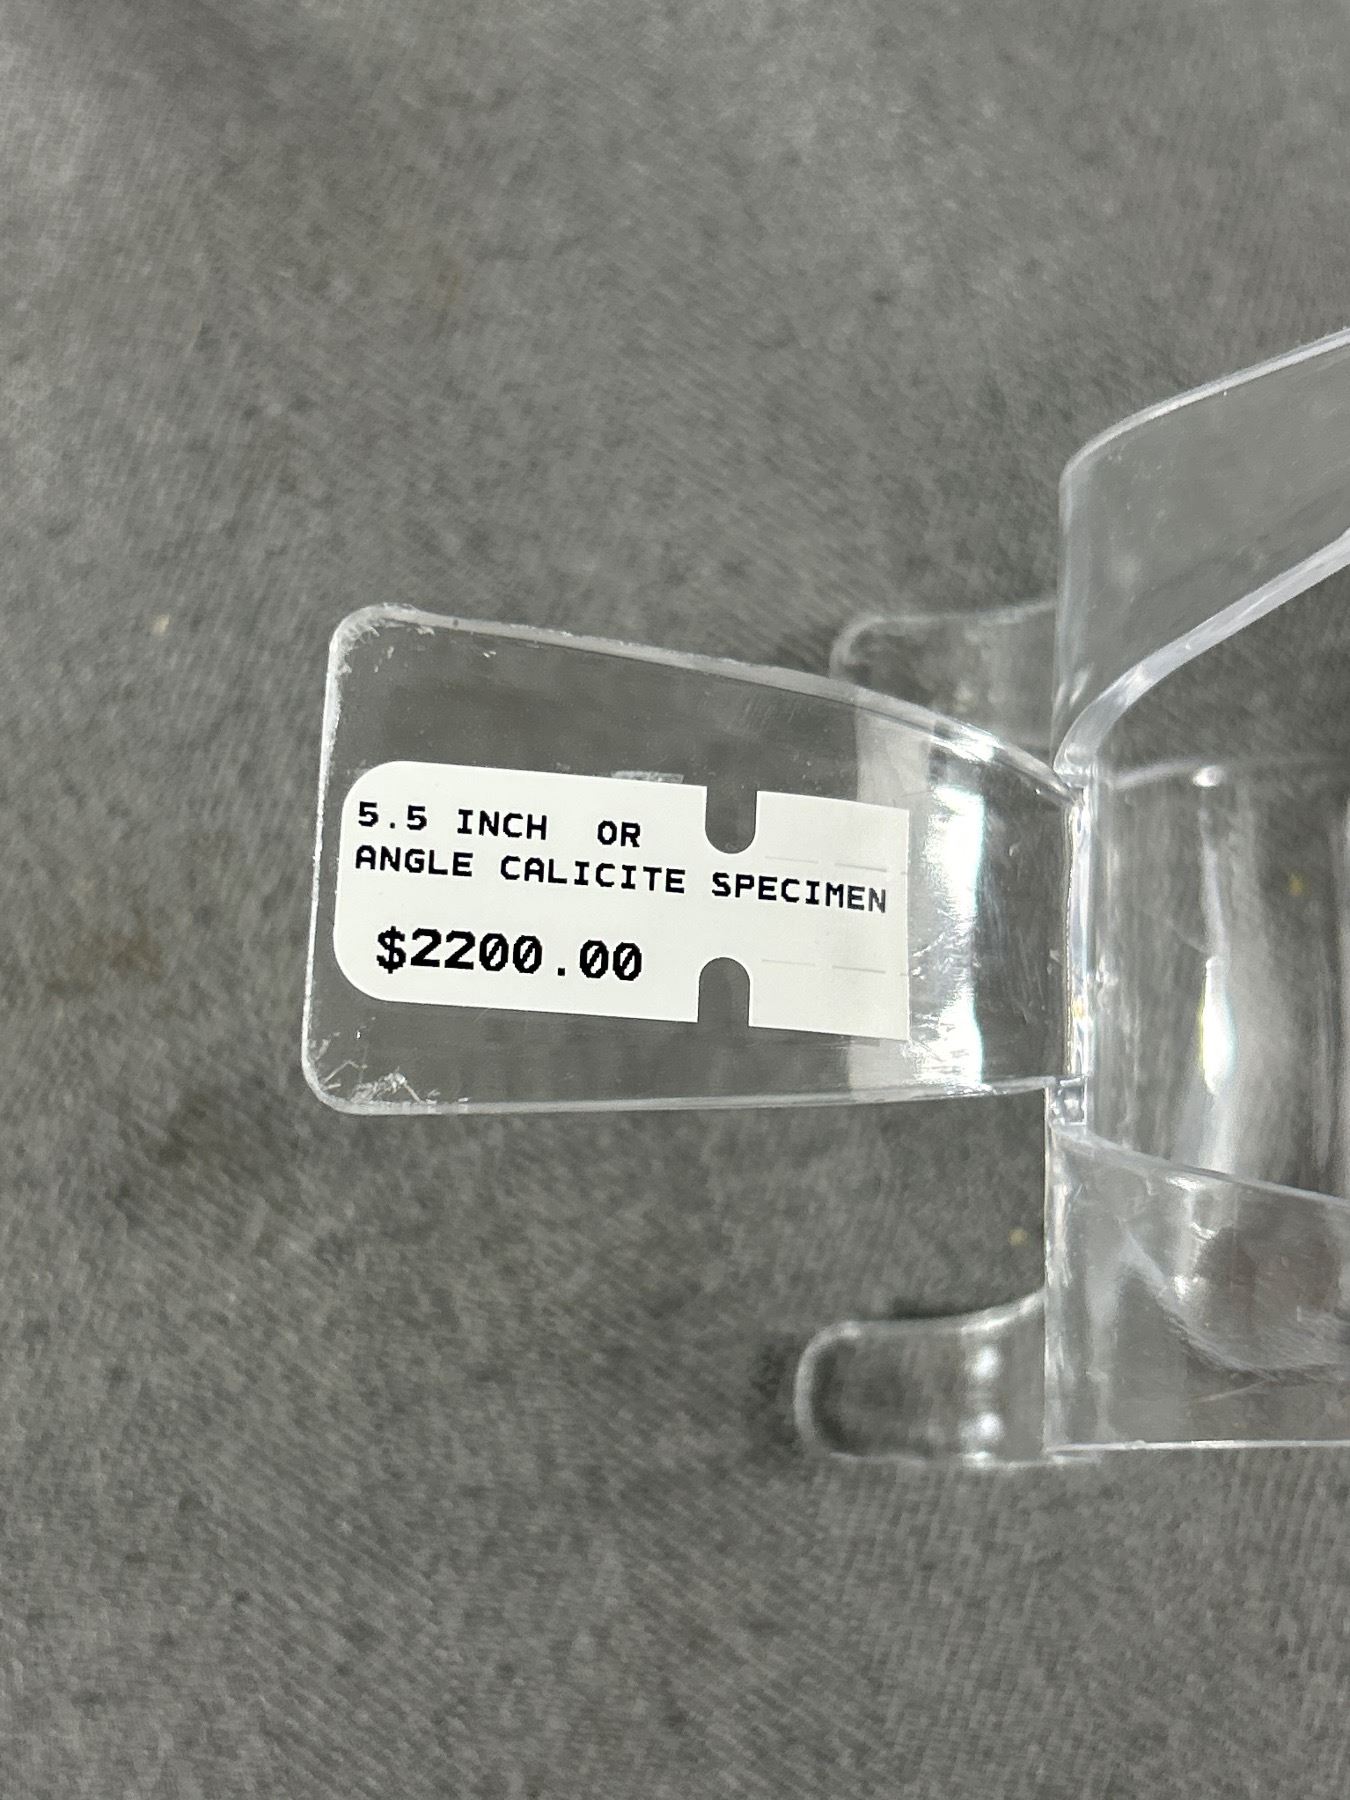 5.5 INCH  OR
ANGLE CALICITE SPECIMEN
$2200.00